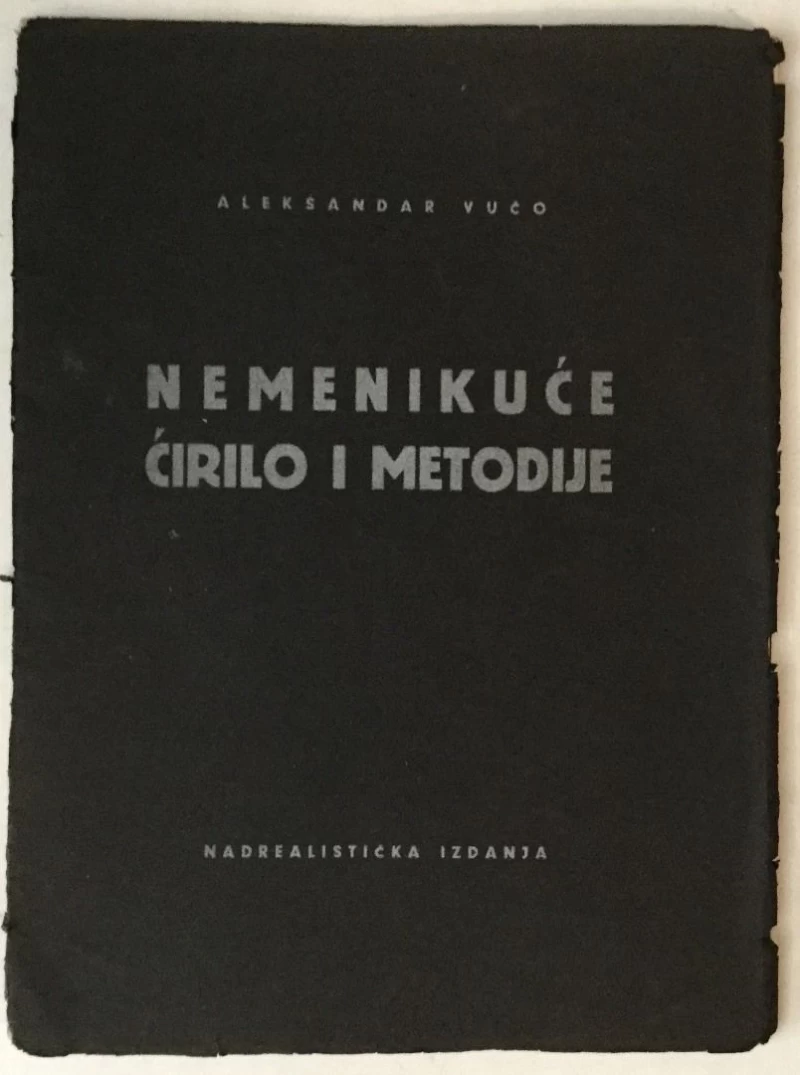 ALEKSANDAR VUČO
NEMENIKUĆE
ĆIRILO I METODIJE
NADREALISTIČKA IZDANJA